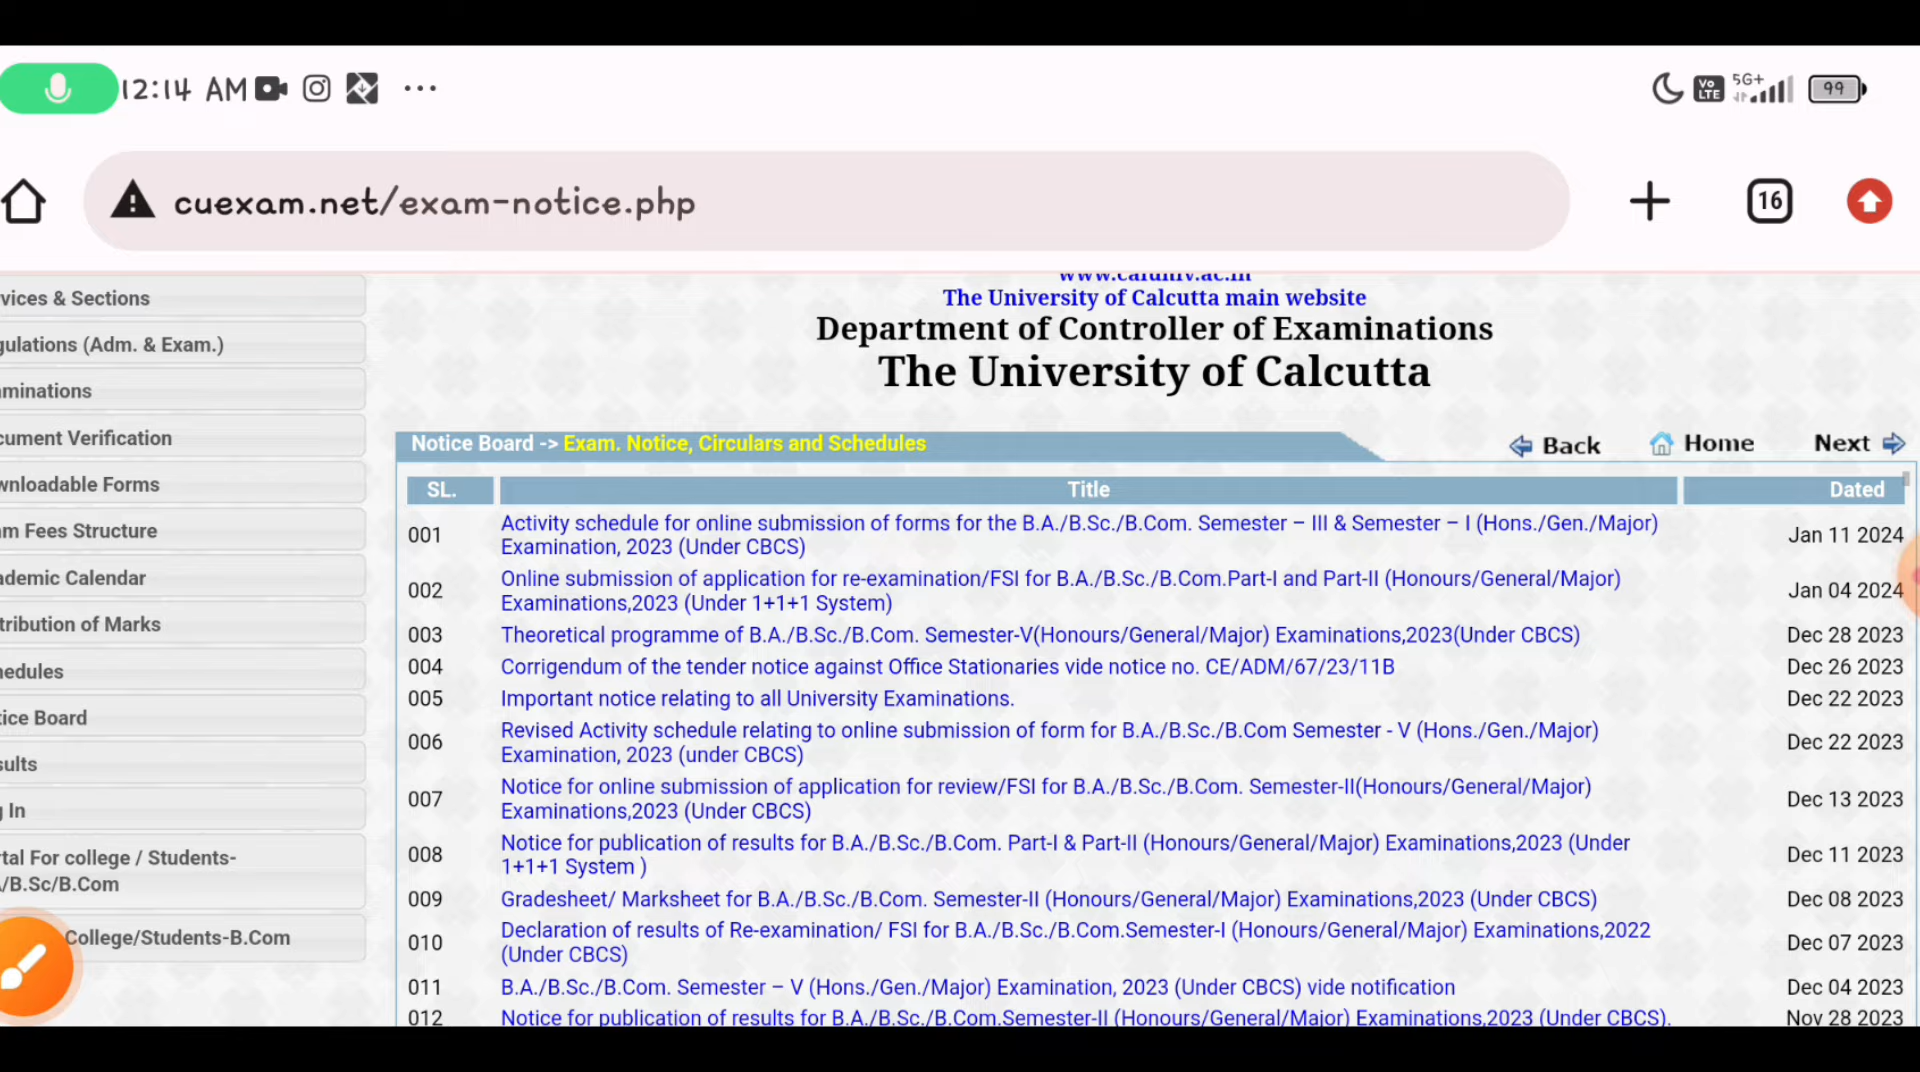 12:14 AM
VoLTE 5G+ 99
cuexam.net/exam-notice.php
16
www.caluniv.ac.in
The University of Calcutta main website
Department of Controller of Examinations
The University of Calcutta
vices & Sections
gulations (Adm. & Exam.)
minations
cument Verification
wnloadable Forms
m Fees Structure
ademic Calendar
tribution of Marks
hedules
tice Board
sults
g In
rtal For college / Students-
/B.Sc/B.Com
College/Students-B.Com
Notice Board -> Exam. Notice, Circulars and Schedules
Back Home Next
SL. Title Dated
001 Activity schedule for online submission of forms for the B.A./B.Sc./B.Com. Semester – III & Semester – I (Hons./Gen./Major) Jan 11 2024
Examination, 2023 (Under CBCS)
002 Online submission of application for re-examination/FSI for B.A./B.Sc./B.Com.Part-I and Part-II (Honours/General/Major) Jan 04 2024
Examinations,2023 (Under 1+1+1 System)
003 Theoretical programme of B.A./B.Sc./B.Com. Semester-V(Honours/General/Major) Examinations,2023(Under CBCS) Dec 28 2023
004 Corrigendum of the tender notice against Office Stationaries vide notice no. CE/ADM/67/23/11B Dec 26 2023
005 Important notice relating to all University Examinations. Dec 22 2023
006 Revised Activity schedule relating to online submission of form for B.A./B.Sc./B.Com Semester - V (Hons./Gen./Major) Dec 22 2023
Examination, 2023 (under CBCS)
007 Notice for online submission of application for review/FSI for B.A./B.Sc./B.Com. Semester-II(Honours/General/Major) Dec 13 2023
Examinations,2023 (Under CBCS)
008 Notice for publication of results for B.A./B.Sc./B.Com. Part-I & Part-II (Honours/General/Major) Examinations,2023 (Under Dec 11 2023
1+1+1 System )
009 Gradesheet/ Marksheet for B.A./B.Sc./B.Com. Semester-II (Honours/General/Major) Examinations,2023 (Under CBCS) Dec 08 2023
010 Declaration of results of Re-examination/ FSI for B.A./B.Sc./B.Com.Semester-I (Honours/General/Major) Examinations,2022 Dec 07 2023
(Under CBCS)
011 B.A./B.Sc./B.Com. Semester – V (Hons./Gen./Major) Examination, 2023 (Under CBCS) vide notification Dec 04 2023
012 Notice for publication of results for B.A./B.Sc./B.Com.Semester-II (Honours/General/Major) Examinations,2023 (Under CBCS). Nov 28 2023